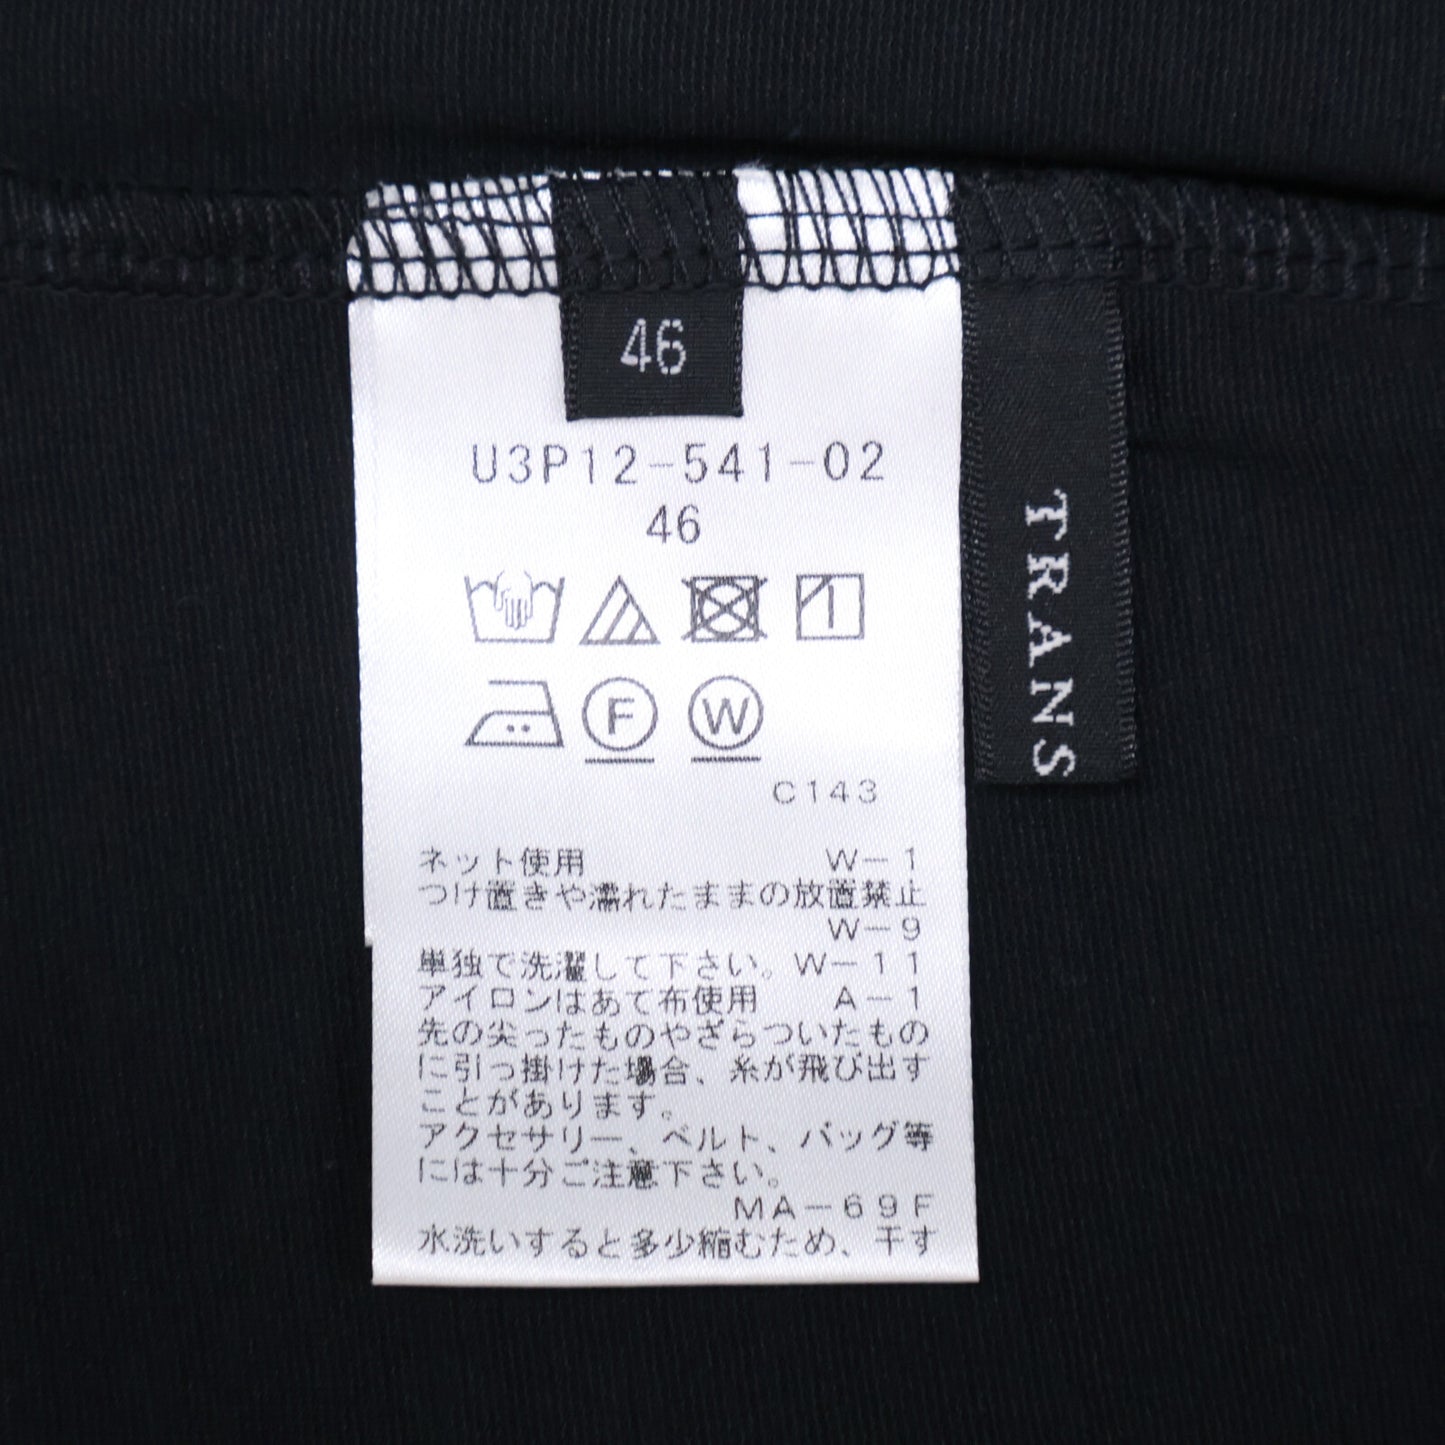 46
U3P12-541-02
46
F W
C143
ネット使用 W-1
つけ置きや濡れたままの放置禁止
W-9
単独で洗濯して下さい。W-11
アイロンはあて布使用 A-1
先の尖ったものやざらついたもの
に引っ掛けた場合、糸が飛び出す
ことがあります。
アクセサリー、ベルト、バッグ等
には十分ご注意下さい。
MA-69F
水洗いすると多少縮むため、干す
TRANS